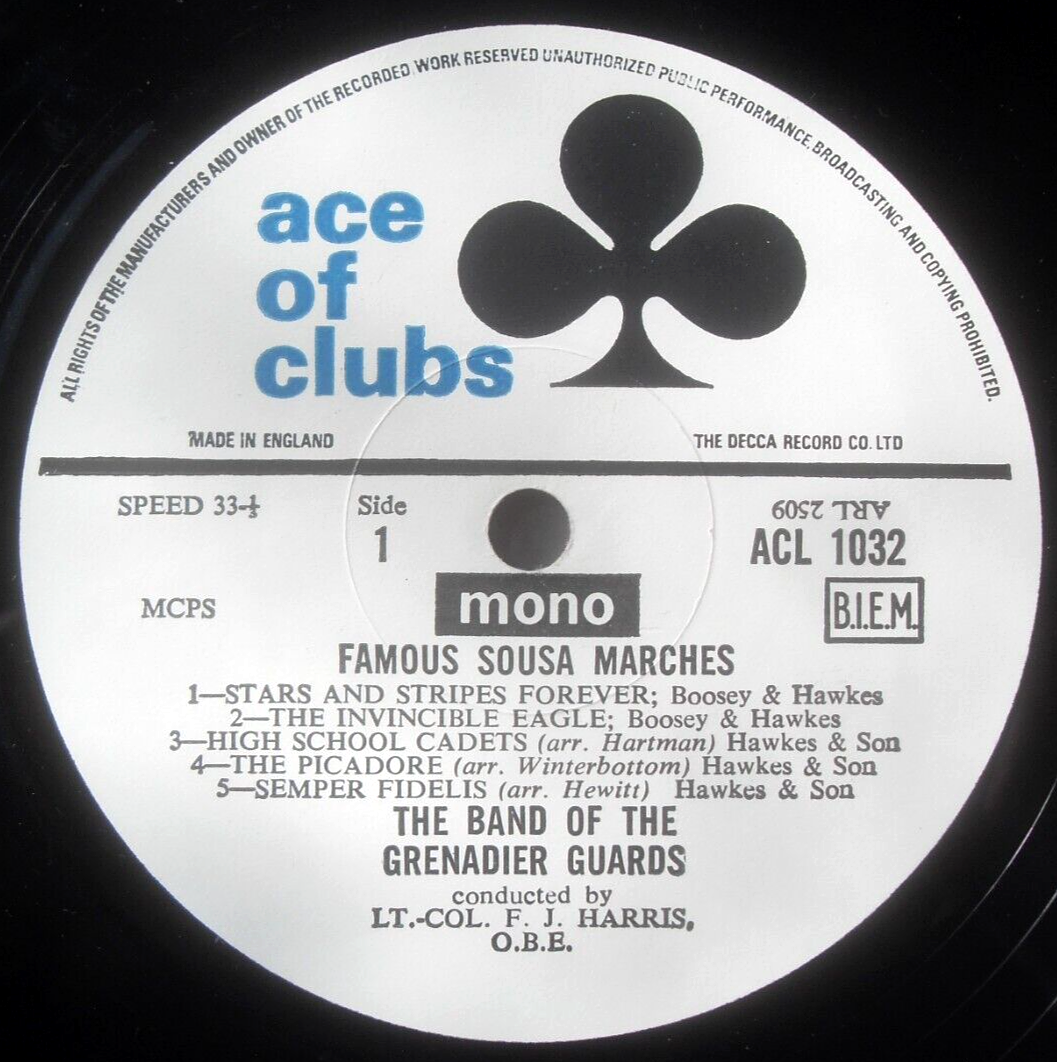 ALL RIGHTS OF THE MANUFACTURERS AND OWNER OF THE RECORDED WORK RESERVED UNAUTHORIZED PUBLIC PERFORMANCE, BROADCASTING AND COPYING PROHIBITED.
ace
of
clubs
MADE IN ENGLAND
THE DECCA RECORD CO. LTD
SPEED 33-⅓
Side
1
ARL 2509
ACL 1032
mono
MCPS
B.I.E.M.
FAMOUS SOUSA MARCHES
1—STARS AND STRIPES FOREVER; Boosey & Hawkes
2—THE INVINCIBLE EAGLE; Boosey & Hawkes
3—HIGH SCHOOL CADETS (arr. Hartman) Hawkes & Son
4—THE PICADORE (arr. Winterbottom) Hawkes & Son
5—SEMPER FIDELIS (arr. Hewitt) Hawkes & Son
THE BAND OF THE
GRENADIER GUARDS
conducted by
LT.-COL. F. J. HARRIS,
O.B.E.